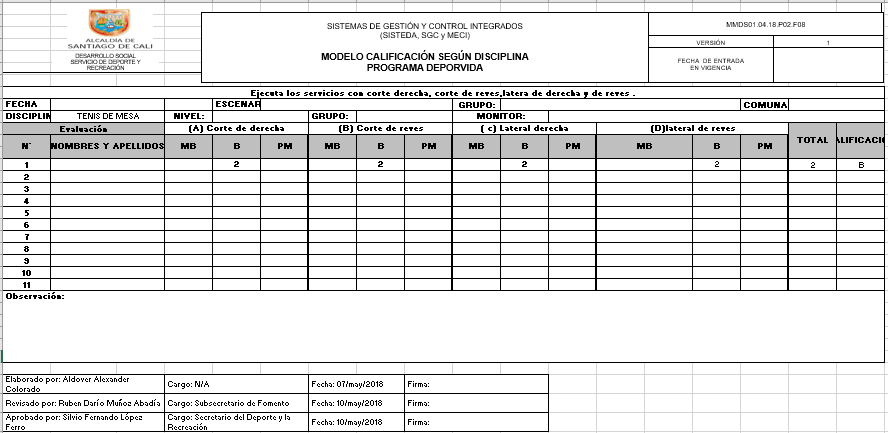 ALCALDÍA DE
SANTIAGO DE CALI
DESARROLLO SOCIAL
SERVICIO DE DEPORTE Y
RECREACIÓN
SISTEMAS DE GESTIÓN Y CONTROL INTEGRADOS
(SISTEDA, SGC y MECI)
MODELO CALIFICACIÓN SEGÚN DISCIPLINA
PROGRAMA DEPORVIDA
MMDS01.04.18.P02.F08
VERSIÓN 1
FECHA DE ENTRADA
EN VIGENCIA
Ejecuta los servicios con corte derecha, corte de reves,latera de derecha y de reves .
FECHA ESCENAR GRUPO: COMUNA
DISCIPLIN TENIS DE MESA NIVEL: GRUPO: MONITOR:
Evaluación (A) Corte de derecha (B) Corte de reves ( c) Lateral derecha (D)lateral de reves
N° NOMBRES Y APELLIDOS MB B PM MB B PM MB B PM MB B PM TOTAL ALIFICACIÓ
1 2 2 2 2 2 B
2
3
4
5
6
7
8
9
10
11
Observación:
Elaborado por: Aldover Alexander
Colorado
Cargo: N/A Fecha: 07/may/2018 Firma:
Revisado por: Ruben Darío Muñoz Abadía Cargo: Subsecretario de Fomento Fecha: 10/may/2018 Firma:
Aprobado por: Silvio Fernando López
Ferro
Cargo: Secretario del Deporte y la
Recreación
Fecha: 10/may/2018 Firma: